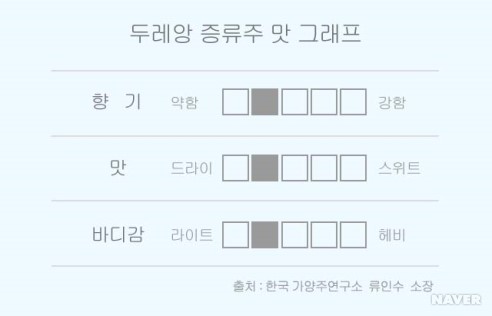 두레앙 증류주 맛 그래프
향 기 약함 강함
맛 드라이 스위트
바디감 라이트 헤비
출처 : 한국 가양주연구소 류인수 소장
NAVER